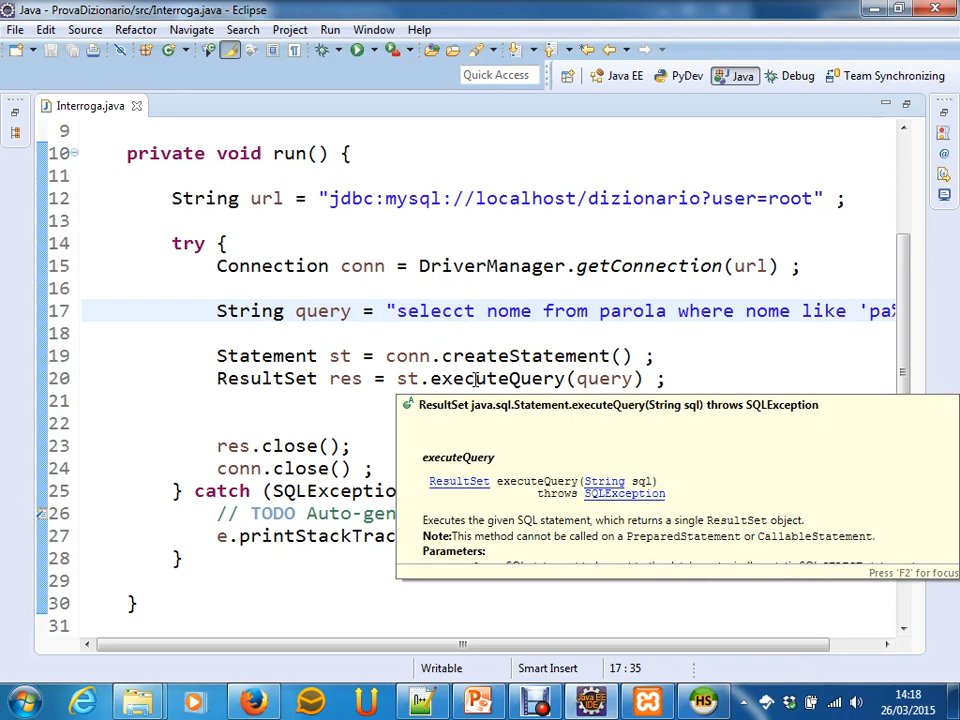 Java - ProvaDizionario/src/Interroga.java - Eclipse
File Edit Source Refactor Navigate Search Project Run Window Help
Quick Access Java EE PyDev Java Debug Team Synchronizing
Interroga.java
9
10 private void run() {
11
12 String url = "jdbc:mysql://localhost/dizionario?user=root" ;
13
14 try {
15 Connection conn = DriverManager.getConnection(url) ;
16
17 String query = "selecct nome from parola where nome like 'pa%
18
19 Statement st = conn.createStatement() ;
20 ResultSet res = st.executeQuery(query) ;
21
22
23 res.close();
24 conn.close() ;
25 } catch (SQLExceptio
26 // TODO Auto-gen
27 e.printStackTrac
28 }
29
30 }
31
ResultSet java.sql.Statement.executeQuery(String sql) throws SQLException
executeQuery
ResultSet executeQuery(String sql)
throws SQLException
Executes the given SQL statement, which returns a single ResultSet object.
Note:This method cannot be called on a PreparedStatement or CallableStatement.
Parameters:
Press 'F2' for focus
Writable Smart Insert 17 : 35
14:18
26/03/2015